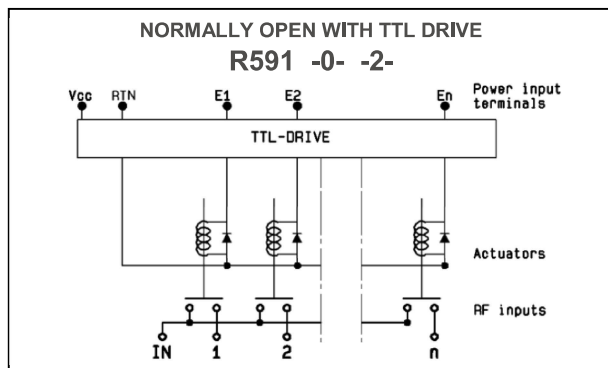 NORMALLY OPEN WITH TTL DRIVE
R591 -0- -2-
Vcc RTN E1 E2 En Power input
terminals
TTL-DRIVE
Actuators
RF inputs
IN 1 2 n